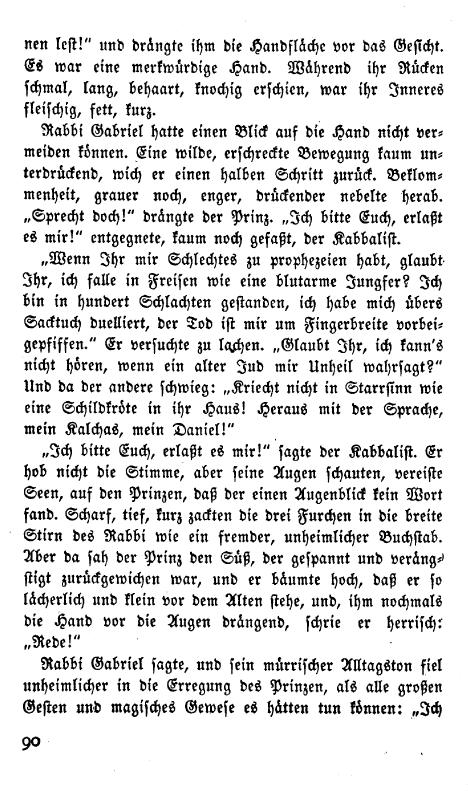 nen lest!“ und drängte ihm die Handfläche vor das Gesicht.
Es war eine merkwürdige Hand. Während ihr Rücken
schmal, lang, behaart, knochig erschien, war ihr Inneres
fleischig, fett, kurz.
Rabbi Gabriel hatte einen Blick auf die Hand nicht ver-
meiden können. Eine wilde, erschreckte Bewegung kaum un-
terdrückend, wich er einen halben Schritt zurück. Beklom-
menheit, grauer noch, enger, drückender nebelte herab.
„Sprecht doch!“ drängte der Prinz. „Ich bitte Euch, erlaßt
es mir!“ entgegnete, kaum noch gefaßt, der Kabbalist.
„Wenn Ihr mir Schlechtes zu prophezeien habt, glaubt
Ihr, ich falle in Freisen wie eine blutarme Jungfer? Ich
bin in hundert Schlachten gestanden, ich habe mich übers
Sacktuch duelliert, der Tod ist mir um Fingerbreite vorbei-
gepfiffen.“ Er versuchte zu lachen. „Glaubt Ihr, ich kann's
nicht hören, wenn ein alter Jud mir Unheil wahrsagt?“
Und da der andere schwieg: „Kriecht nicht in Starrsinn wie
eine Schildkröte in ihr Haus! Heraus mit der Sprache,
mein Kalchas, mein Daniel!“
„Ich bitte Euch, erlaßt es mir!“ sagte der Kabbalist. Er
hob nicht die Stimme, aber seine Augen schauten, vereiste
Seen, auf den Prinzen, daß der einen Augenblick kein Wort
fand. Scharf, tief, kurz zackten die drei Furchen in die breite
Stirn des Rabbi wie ein fremder, unheimlicher Buchstab.
Aber da sah der Prinz den Süß, der gespannt und veräng-
stigt zurückgewichen war, und er bäumte hoch, daß er so
lächerlich und klein vor dem Alten stehe, und, ihm nochmals
die Hand vor die Augen drängend, schrie er herrisch:
„Rede!“
Rabbi Gabriel sagte, und sein mürrischer Alltagston fiel
unheimlicher in die Erregung des Prinzen, als alle großen
Gesten und magisches Gewese es hätten tun können: „Ich
90